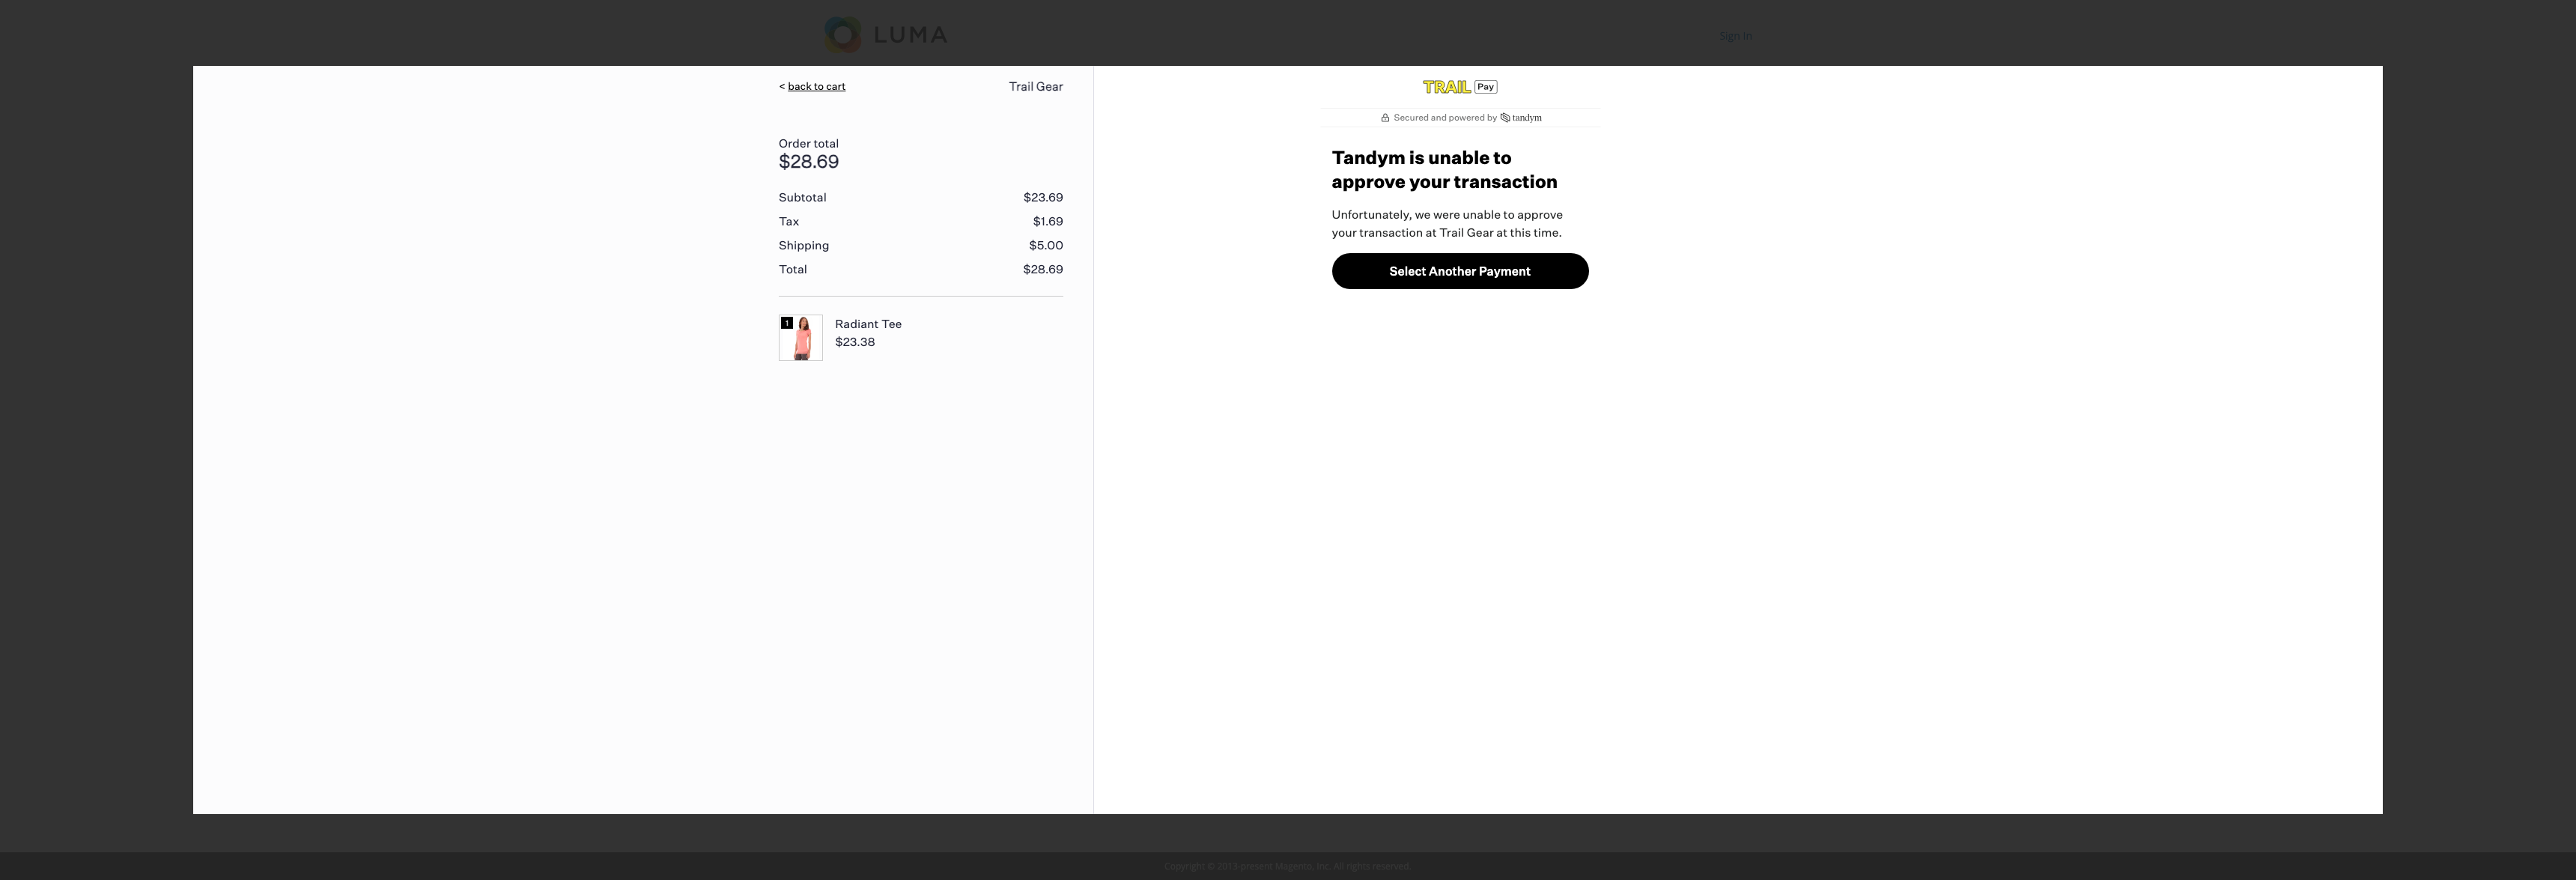 LUMA
Sign In
< back to cart
Trail Gear
Order total
$28.69
Subtotal $23.69
Tax $1.69
Shipping $5.00
Total $28.69
1
Radiant Tee
$23.38
TRAIL Pay
Secured and powered by tandym
Tandym is unable to
approve your transaction
Unfortunately, we were unable to approve
your transaction at Trail Gear at this time.
Select Another Payment
Copyright © 2013-present Magento, Inc. All rights reserved.